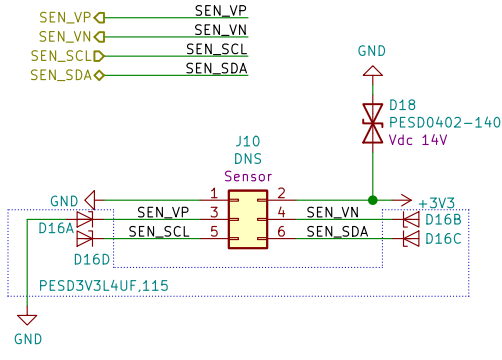 SEN_VP SEN_VP
SEN_VN SEN_VN
SEN_SCL SEN_SCL
SEN_SDA SEN_SDA
GND
D18
PESD0402-140
Vdc 14V
J10
DNS
Sensor
GND 1 2 +3V3
SEN_VP 3 4 SEN_VN D16B
D16A SEN_SCL 5 6 SEN_SDA D16C
D16D
PESD3V3L4UF,115
GND